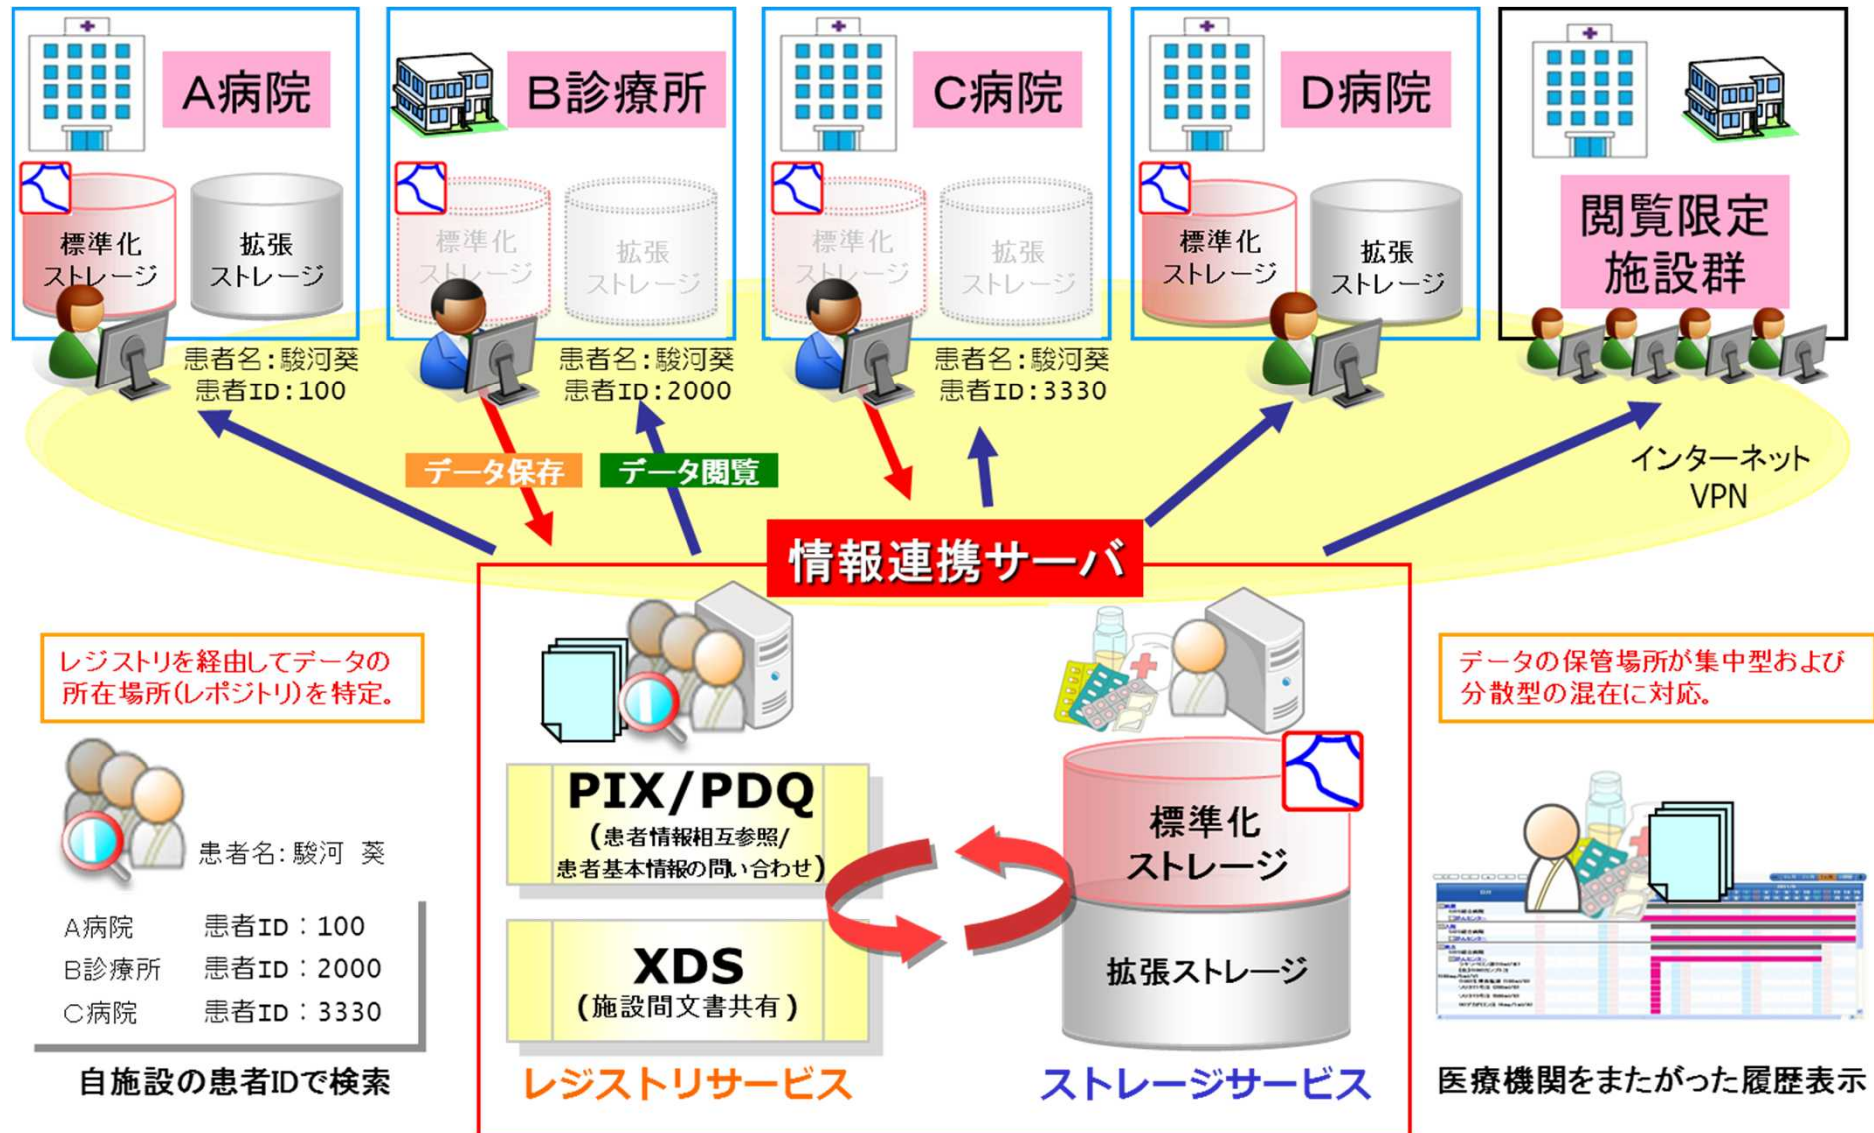 A病院
標準化
ストレージ
拡張
ストレージ
患者名:駿河葵
患者ID:100
B診療所
標準化
ストレージ
拡張
ストレージ
患者名:駿河葵
患者ID:2000
C病院
標準化
ストレージ
拡張
ストレージ
患者名:駿河葵
患者ID:3330
D病院
標準化
ストレージ
拡張
ストレージ
閲覧限定
施設群
データ保存
データ閲覧
インターネット
VPN
情報連携サーバ
レジストリを経由してデータの
所在場所(レポジトリ)を特定。
患者名:駿河 葵
A病院 患者ID:100
B診療所 患者ID:2000
C病院 患者ID:3330
自施設の患者IDで検索
PIX/PDQ
(患者情報相互参照/
患者基本情報の問い合わせ)
XDS
(施設間文書共有)
レジストリサービス
標準化
ストレージ
拡張ストレージ
ストレージサービス
データの保管場所が集中型および
分散型の混在に対応。
医療機関をまたがった履歴表示